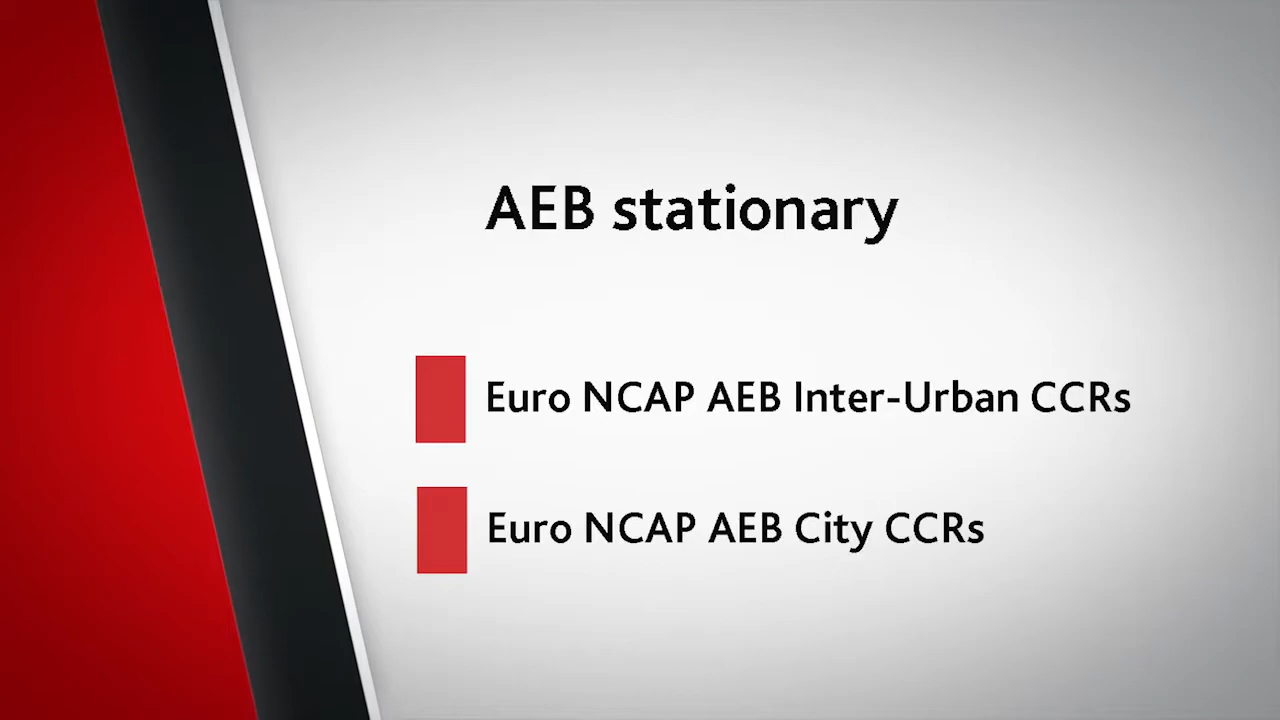 AEB stationary
Euro NCAP AEB Inter-Urban CCRs
Euro NCAP AEB City CCRs